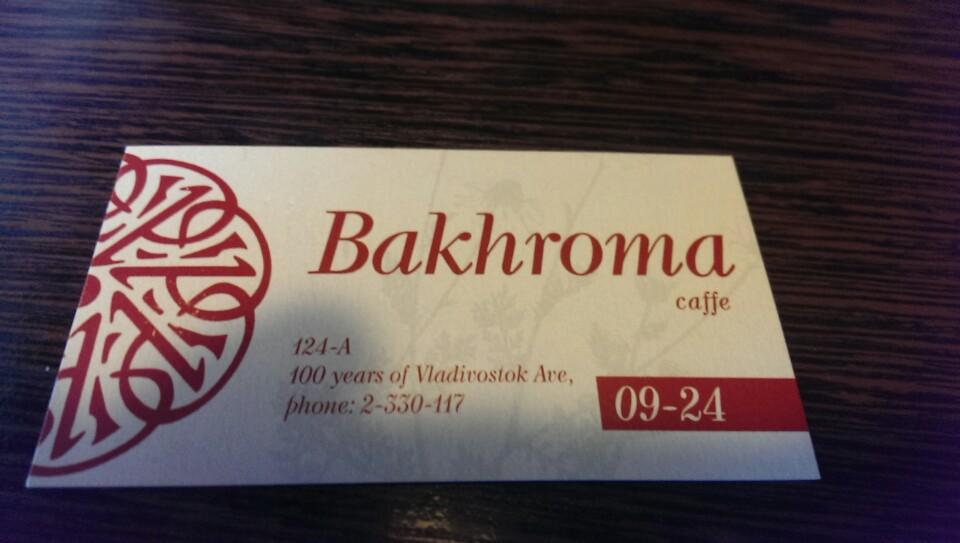 Bakhroma
caffe
124-A
100 years of Vladivostok Ave,
phone: 2-330-117
09-24